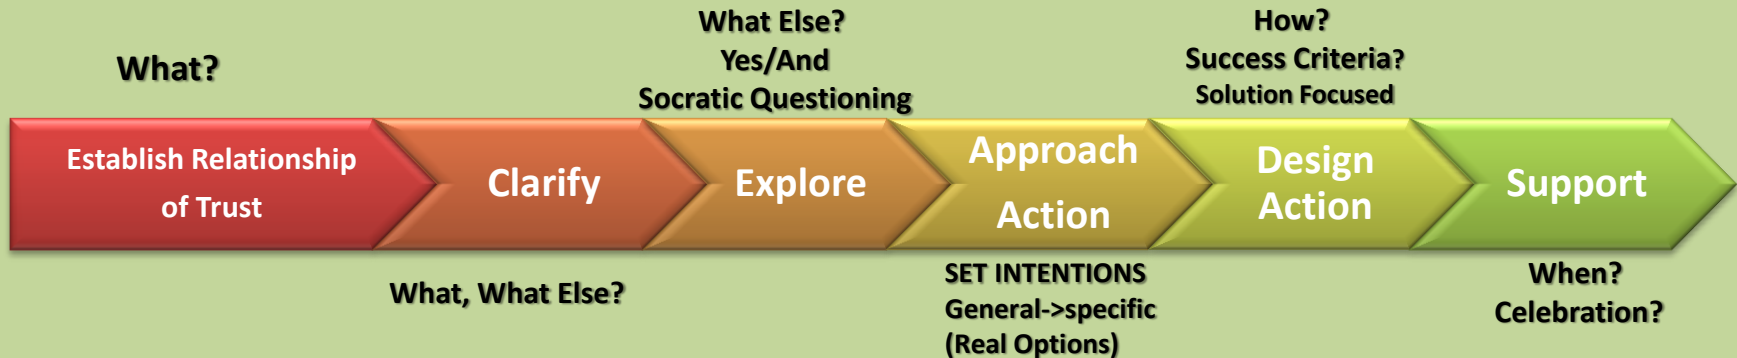 What?
What Else?
Yes/And
Socratic Questioning
How?
Success Criteria?
Solution Focused
Establish Relationship
of Trust
Clarify
Explore
Approach
Action
Design
Action
Support
What, What Else?
SET INTENTIONS
General->specific
(Real Options)
When?
Celebration?